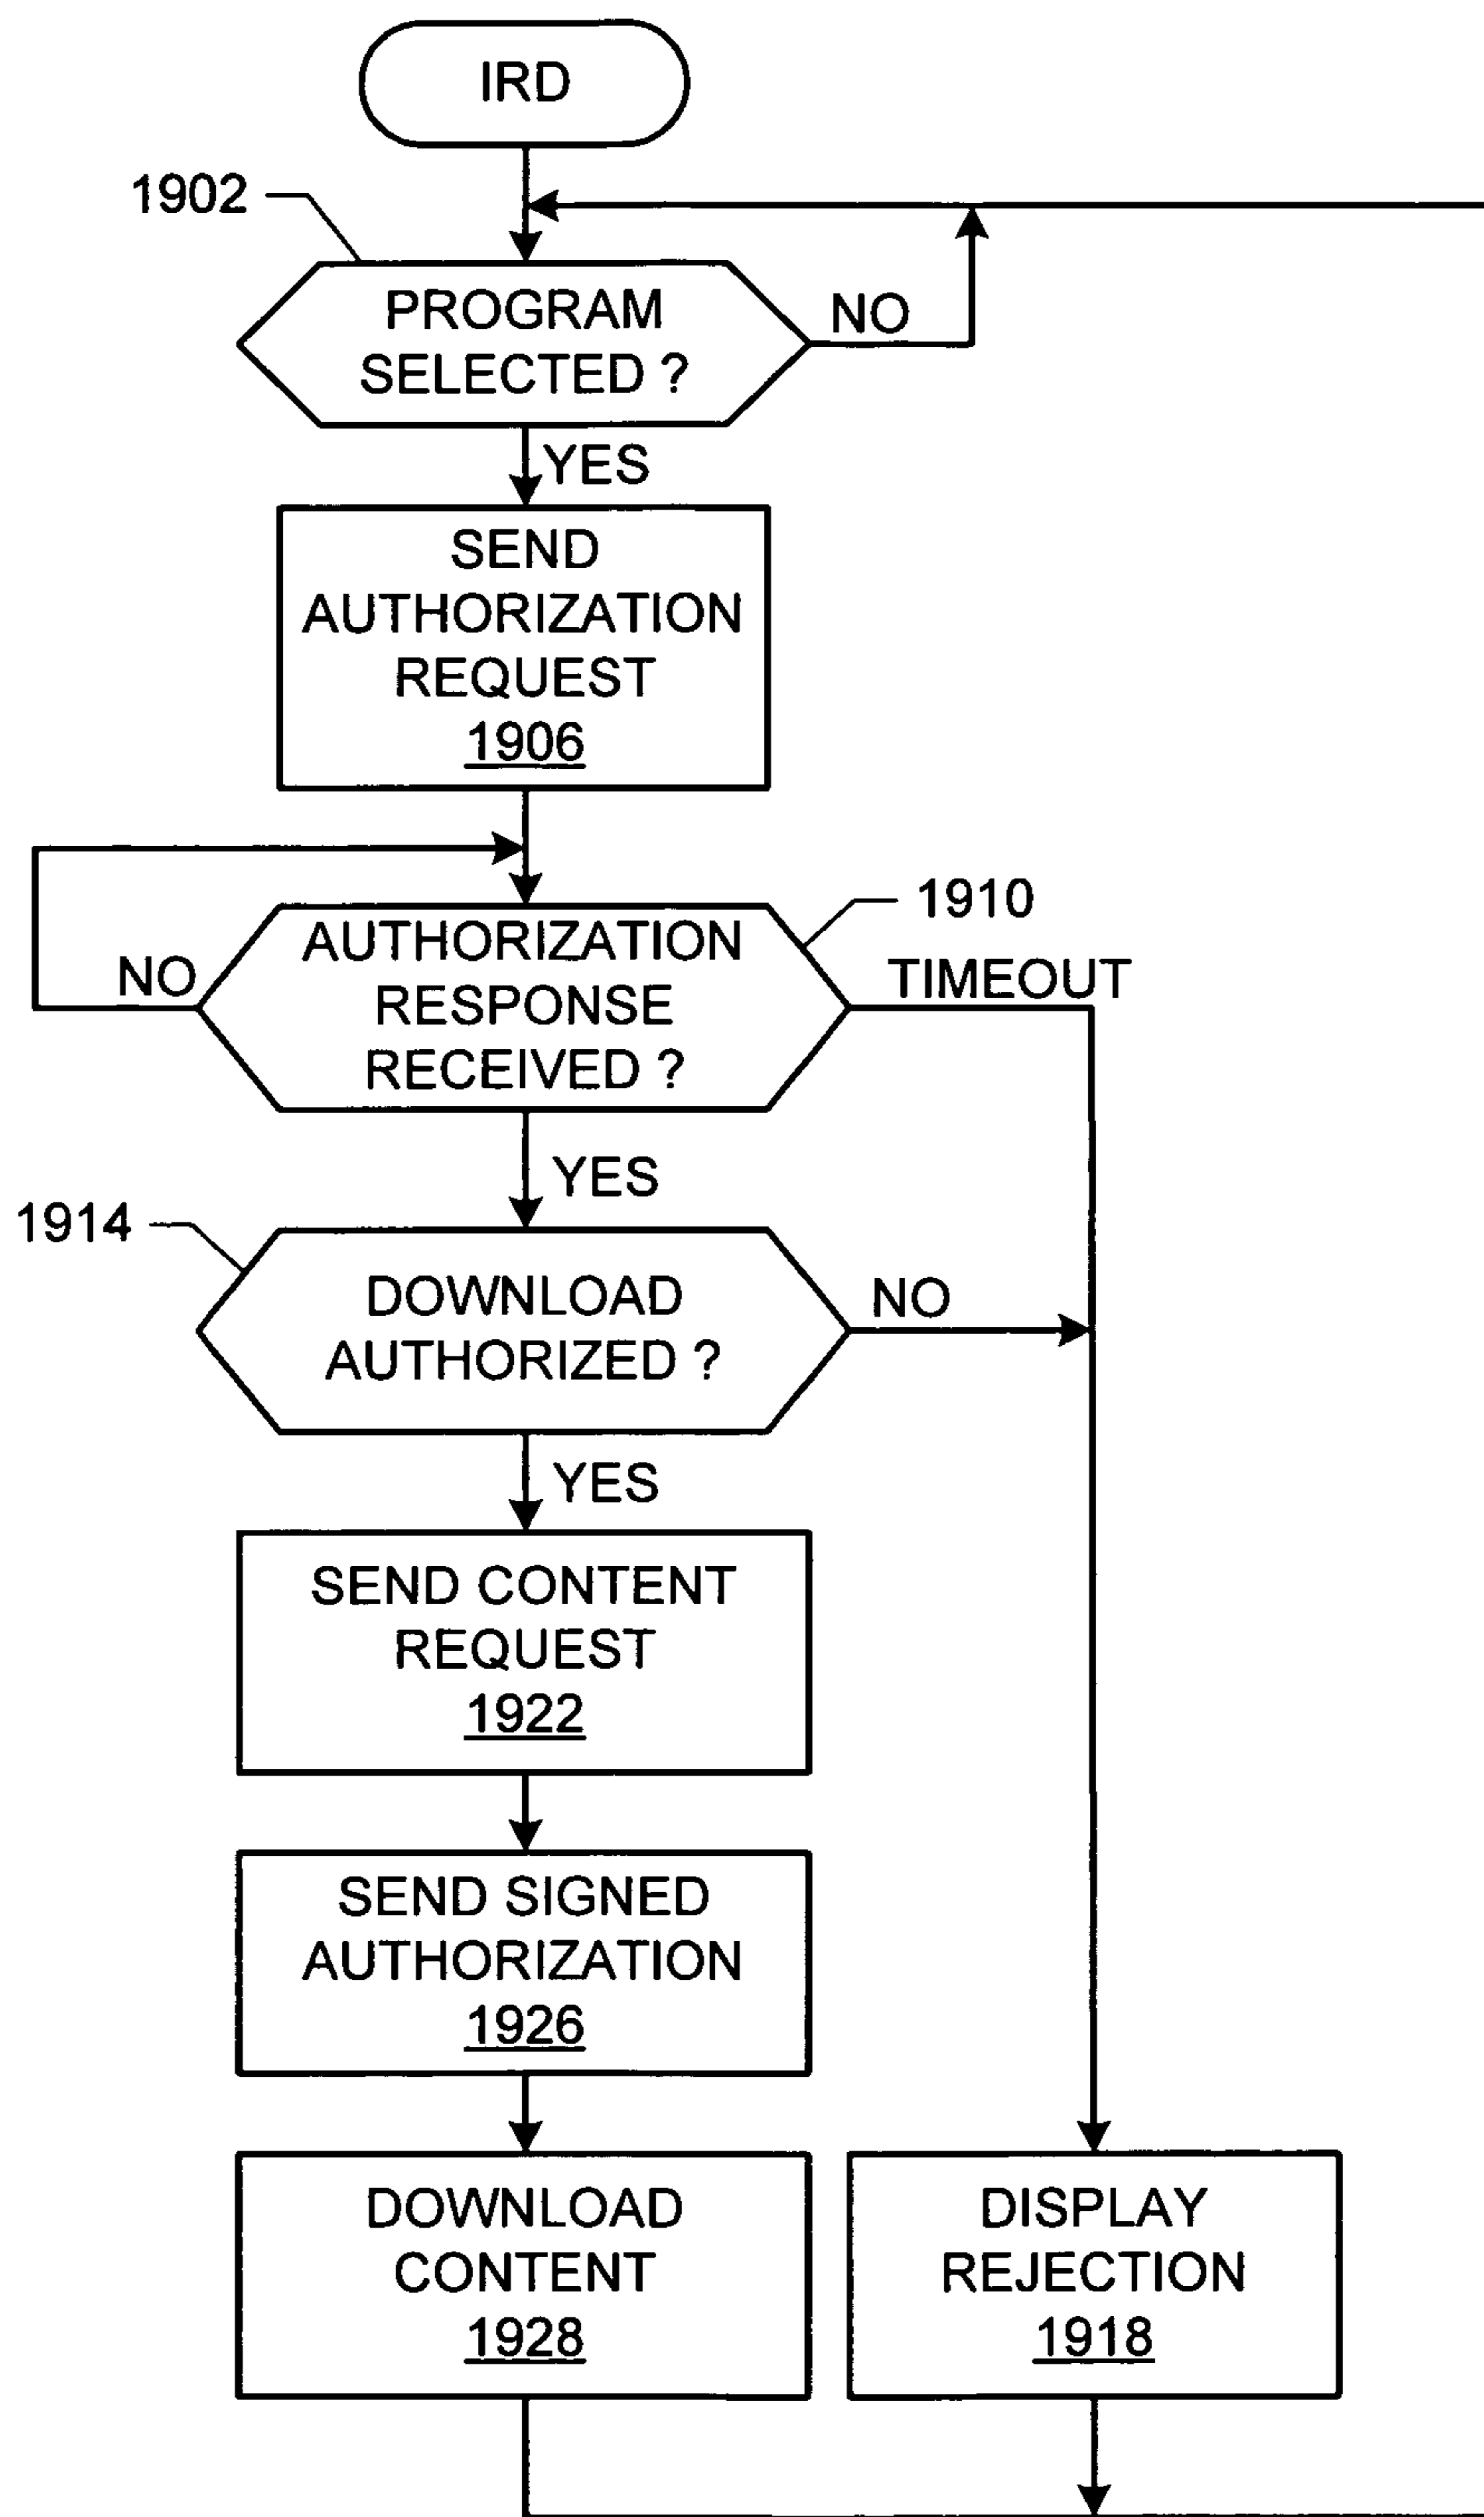 IRD
1902
PROGRAM
SELECTED ?
NO
YES
SEND
AUTHORIZATION
REQUEST
1906
1910
AUTHORIZATION
RESPONSE
RECEIVED ?
NO
TIMEOUT
YES
1914
DOWNLOAD
AUTHORIZED ?
NO
YES
SEND CONTENT
REQUEST
1922
SEND SIGNED
AUTHORIZATION
1926
DOWNLOAD
CONTENT
1928
DISPLAY
REJECTION
1918